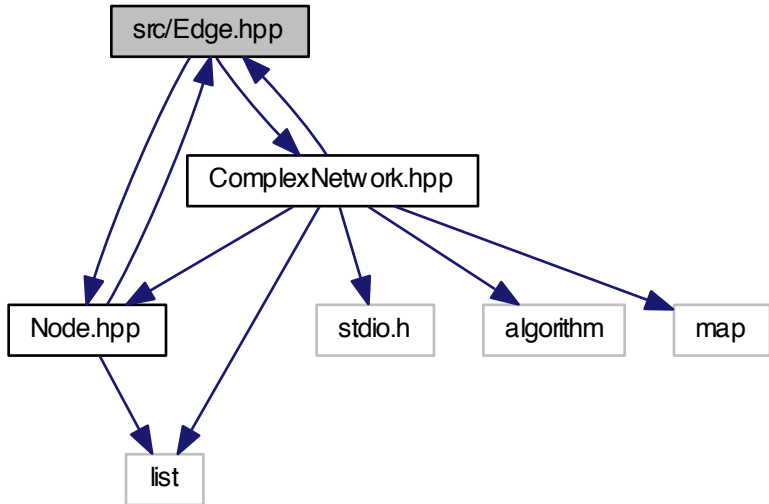 src/Edge.hpp
ComplexNetwork.hpp
Node.hpp
stdio.h
algorithm
map
list